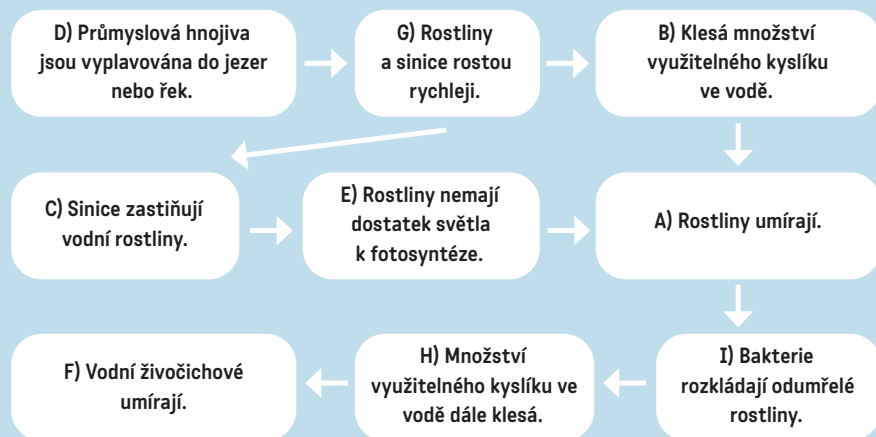 D) Průmyslová hnojiva
jsou vyplavována do jezer
nebo řek.
G) Rostliny
a sinice rostou
rychleji.
B) Klesá množství
využitelného kyslíku
ve vodě.
C) Sinice zastiňují
vodní rostliny.
E) Rostliny nemají
dostatek světla
k fotosyntéze.
A) Rostliny umírají.
F) Vodní živočichové
umírají.
H) Množství
využitelného kyslíku ve
vodě dále klesá.
I) Bakterie
rozkládají odumřelé
rostliny.